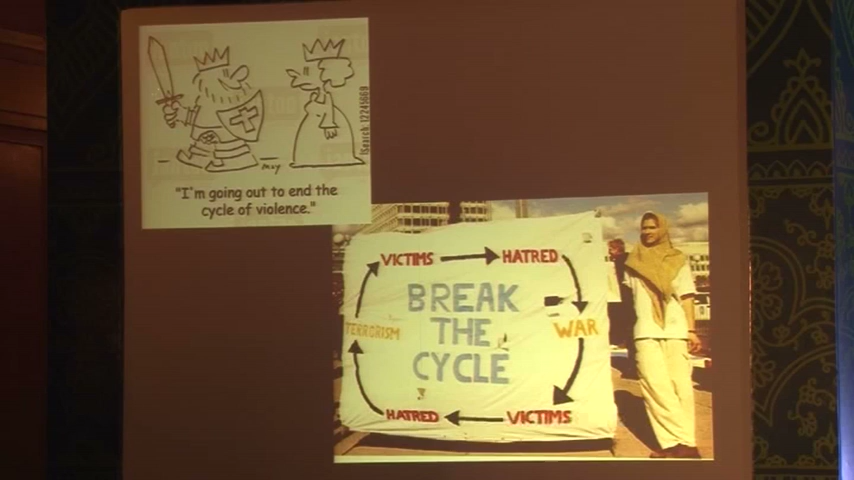 "I'm going out to end the
cycle of violence."
VICTIMS
HATRED
BREAK
THE
CYCLE
TERRORISM
WAR
HATRED
VICTIMS